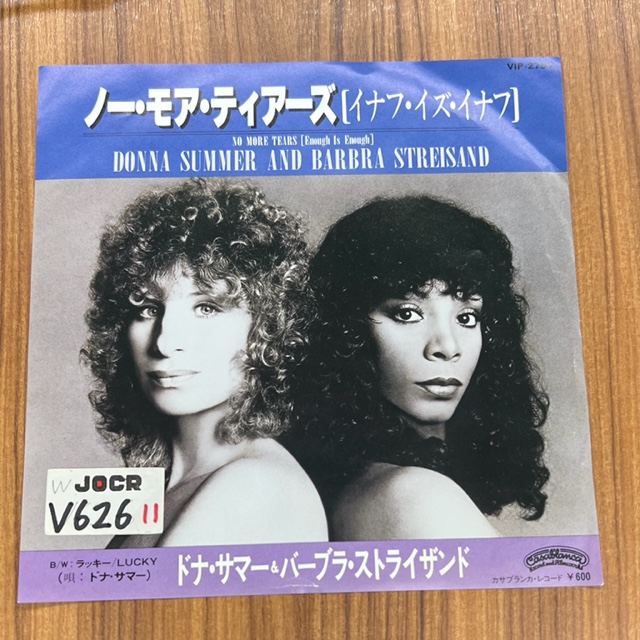 ノー・モア・ティアーズ[イナフ・イズ・イナフ]
NO MORE TEARS [Enough Is Enough]
DONNA SUMMER AND BARBRA STREISAND
W JOCR
V626 11
B/W: ラッキー/LUCKY
(唄：ドナ・サマー)
ドナ・サマー&バーブラ・ストライザンド
Casablanca
Record and FilmWorks
カサブランカ・レコード ¥600